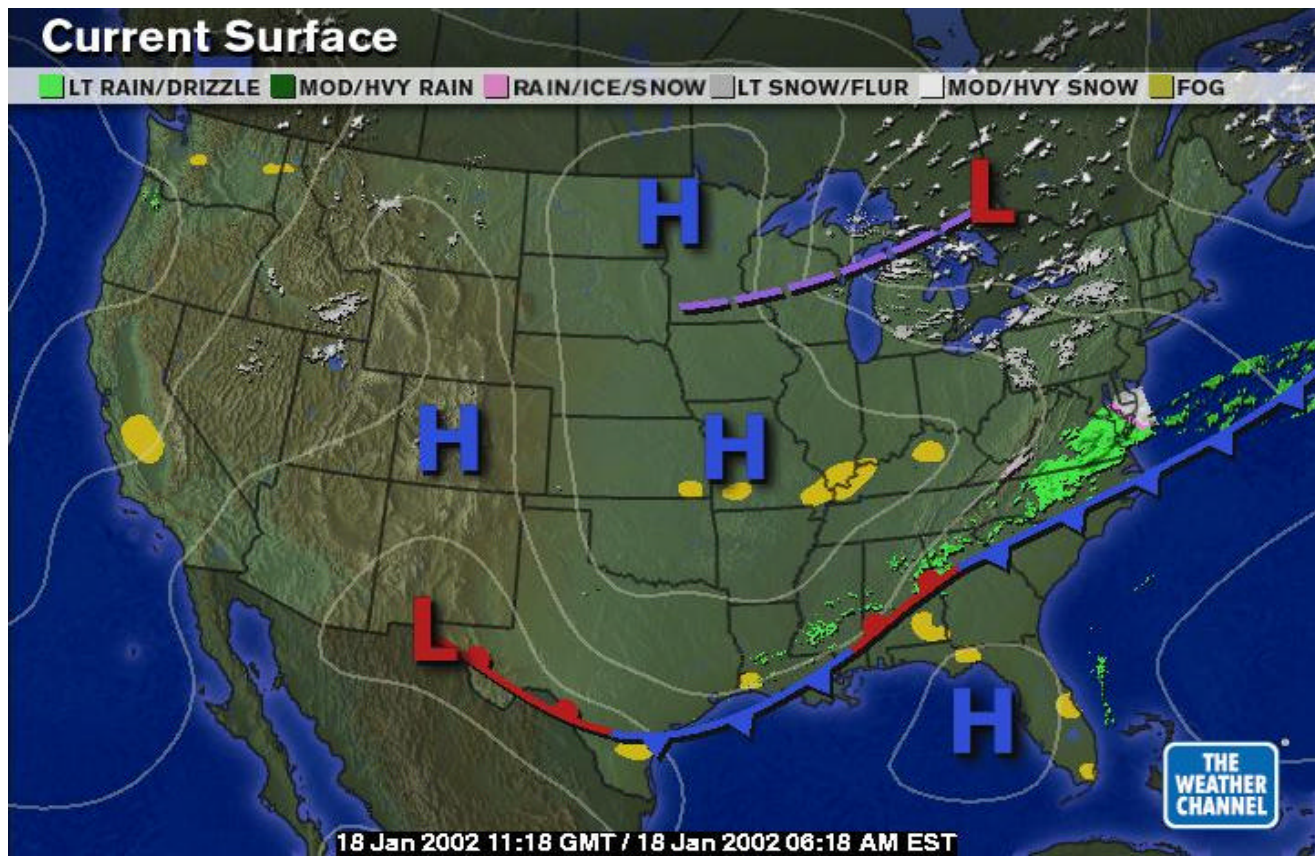 Current Surface
LT RAIN/DRIZZLE MOD/HVY RAIN RAIN/ICE/SNOW LT SNOW/FLUR MOD/HVY SNOW FOG
L
H
H
H
L
H
THE
WEATHER
CHANNEL
18 Jan 2002 11:18 GMT / 18 Jan 2002 06:18 AM EST